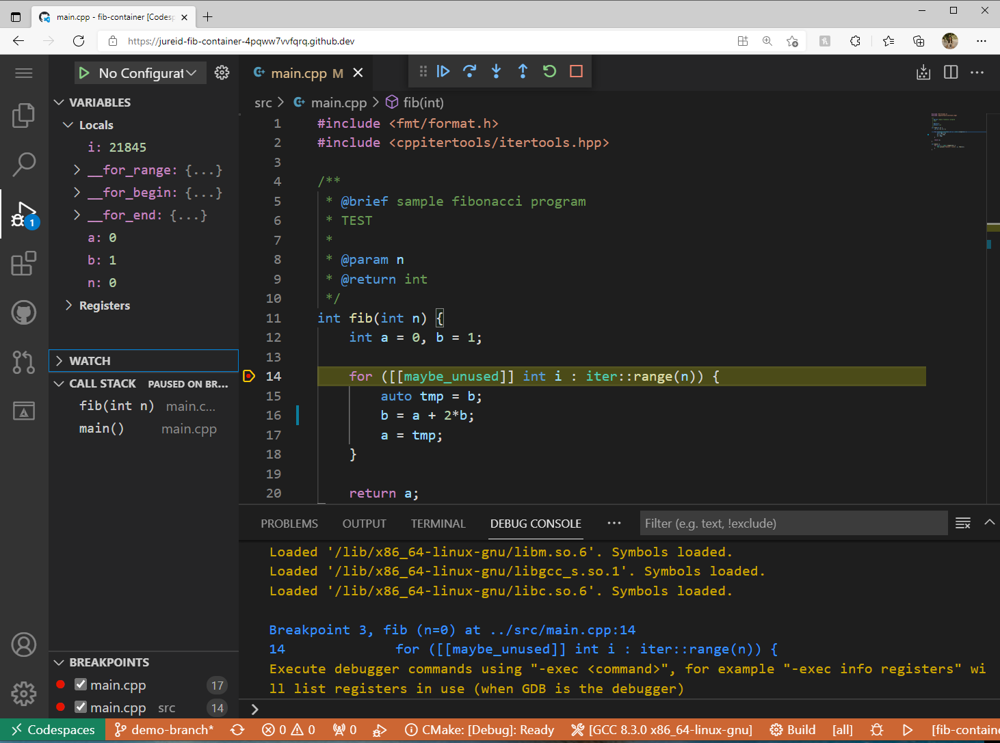 main.cpp - fib-container [Codesp
https://jureid-fib-container-4pqww7vvfqrq.github.dev
No Configurat
main.cpp M
VARIABLES
Locals
i: 21845
__for_range: {...}
__for_begin: {...}
__for_end: {...}
a: 0
b: 1
n: 0
Registers
WATCH
CALL STACK PAUSED ON BR...
fib(int n) main.c...
main() main.cpp
BREAKPOINTS
main.cpp 17
main.cpp src 14
1
src > main.cpp > fib(int)
1 #include <fmt/format.h>
2 #include <cppitertools/itertools.hpp>
3
4 /**
5 * @brief sample fibonacci program
6 * TEST
7 *
8 * @param n
9 * @return int
10 */
11 int fib(int n) {
12 int a = 0, b = 1;
13
14 for ([[maybe_unused]] int i : iter::range(n)) {
15 auto tmp = b;
16 b = a + 2*b;
17 a = tmp;
18 }
19
20 return a;
PROBLEMS OUTPUT TERMINAL DEBUG CONSOLE ... Filter (e.g. text, !exclude)
Loaded '/lib/x86_64-linux-gnu/libm.so.6'. Symbols loaded.
Loaded '/lib/x86_64-linux-gnu/libgcc_s.so.1'. Symbols loaded.
Loaded '/lib/x86_64-linux-gnu/libc.so.6'. Symbols loaded.
Breakpoint 3, fib (n=0) at ../src/main.cpp:14
14 for ([[maybe_unused]] int i : iter::range(n)) {
Execute debugger commands using "-exec <command>", for example "-exec info registers" wi
ll list registers in use (when GDB is the debugger)
>
Codespaces demo-branch* 0 0 0 CMake: [Debug]: Ready [GCC 8.3.0 x86_64-linux-gnu] Build [all] [fib-contain